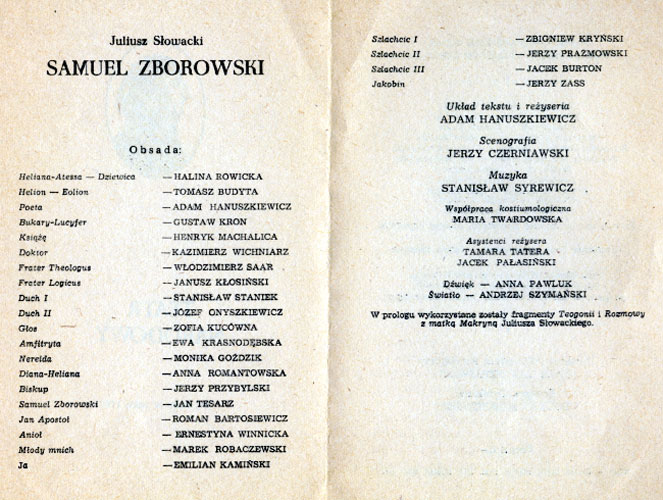 Juliusz Słowacki
SAMUEL ZBOROWSKI
Obsada:
Heliana-Atessa — Dziewica — HALINA ROWICKA
Helion — Eolion — TOMASZ BUDYTA
Poeta — ADAM HANUSZKIEWICZ
Bukary-Lucyfer — GUSTAW KRON
Książę — HENRYK MACHALICA
Doktor — KAZIMIERZ WICHNIARZ
Frater Theologus — WŁODZIMIERZ SAAR
Frater Logicus — JANUSZ KŁOSIŃSKI
Duch I — STANISŁAW STANIEK
Duch II — JÓZEF ONYSZKIEWICZ
Głos — ZOFIA KUCÓWNA
Amfitryta — EWA KRASNODĘBSKA
Nereida — MONIKA GOŹDZIK
Diana-Heliana — ANNA ROMANTOWSKA
Biskup — JERZY PRZYBYLSKI
Samuel Zborowski — JAN TESARZ
Jan Apostoł — ROMAN BARTOSIEWICZ
Anioł — ERNESTYNA WINNICKA
Młody mnich — MAREK ROBACZEWSKI
Ja — EMILIAN KAMIŃSKI
Szlachcic I — ZBIGNIEW KRYŃSKI
Szlachcic II — JERZY PRAŻMOWSKI
Szlachcic III — JACEK BURTON
Jakobin — JERZY ZASS
Układ tekstu i reżyseria
ADAM HANUSZKIEWICZ
Scenografia
JERZY CZERNIAWSKI
Muzyka
STANISŁAW SYREWICZ
Współpraca kostiumologiczna
MARIA TWARDOWSKA
Asystenci reżysera
TAMARA TATERA
JACEK PAŁASIŃSKI
Dźwięk — ANNA PAWLUK
Światło — ANDRZEJ SZYMAŃSKI
W prologu wykorzystane zostały fragmenty Teogonii i Rozmowy
z matką Makryną Juliusza Słowackiego.